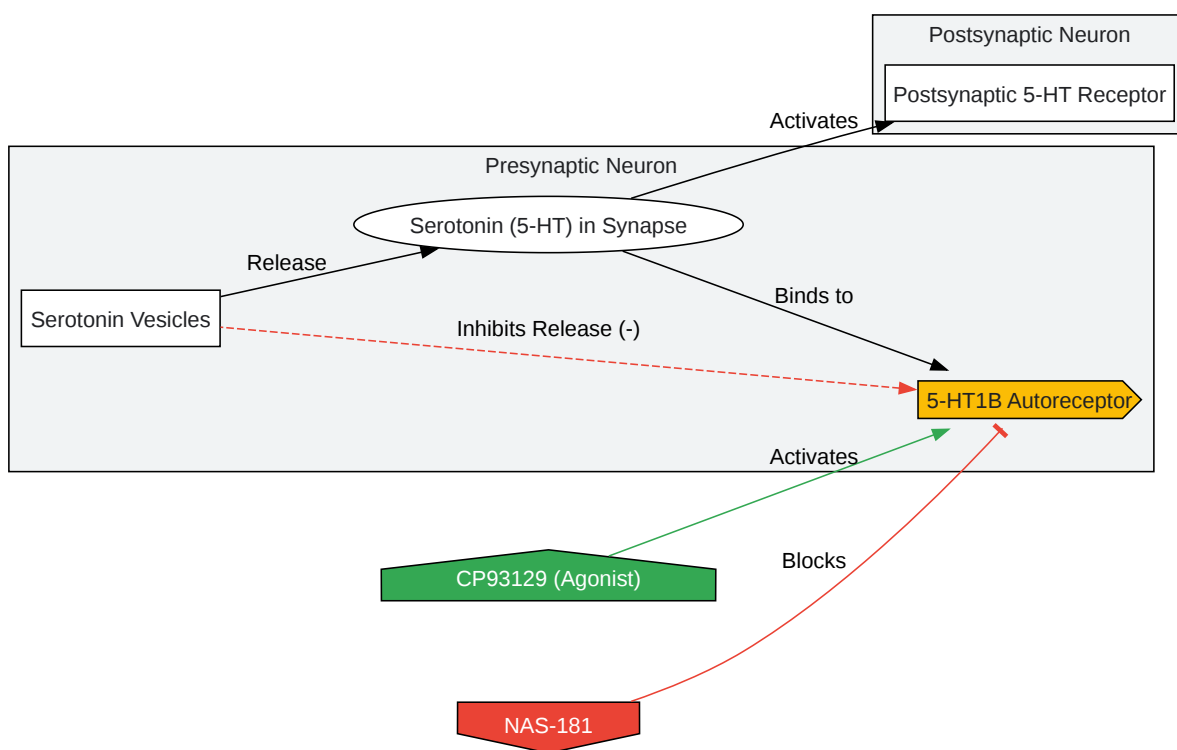 Postsynaptic Neuron
Postsynaptic 5-HT Receptor
Activates
Presynaptic Neuron
Serotonin (5-HT) in Synapse
Release
Binds to
Serotonin Vesicles
Inhibits Release (-)
5-HT1B Autoreceptor
Activates
CP93129 (Agonist)
Blocks
NAS-181